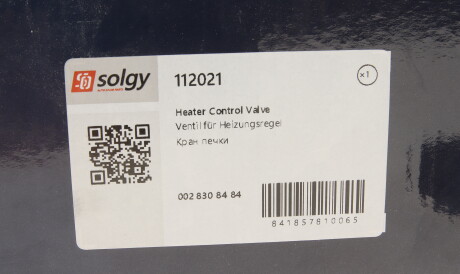 solgy
112021
x1
Heater Control Valve
Ventil für Heizungsregel
Кран печки
002 830 84 84
841857810065